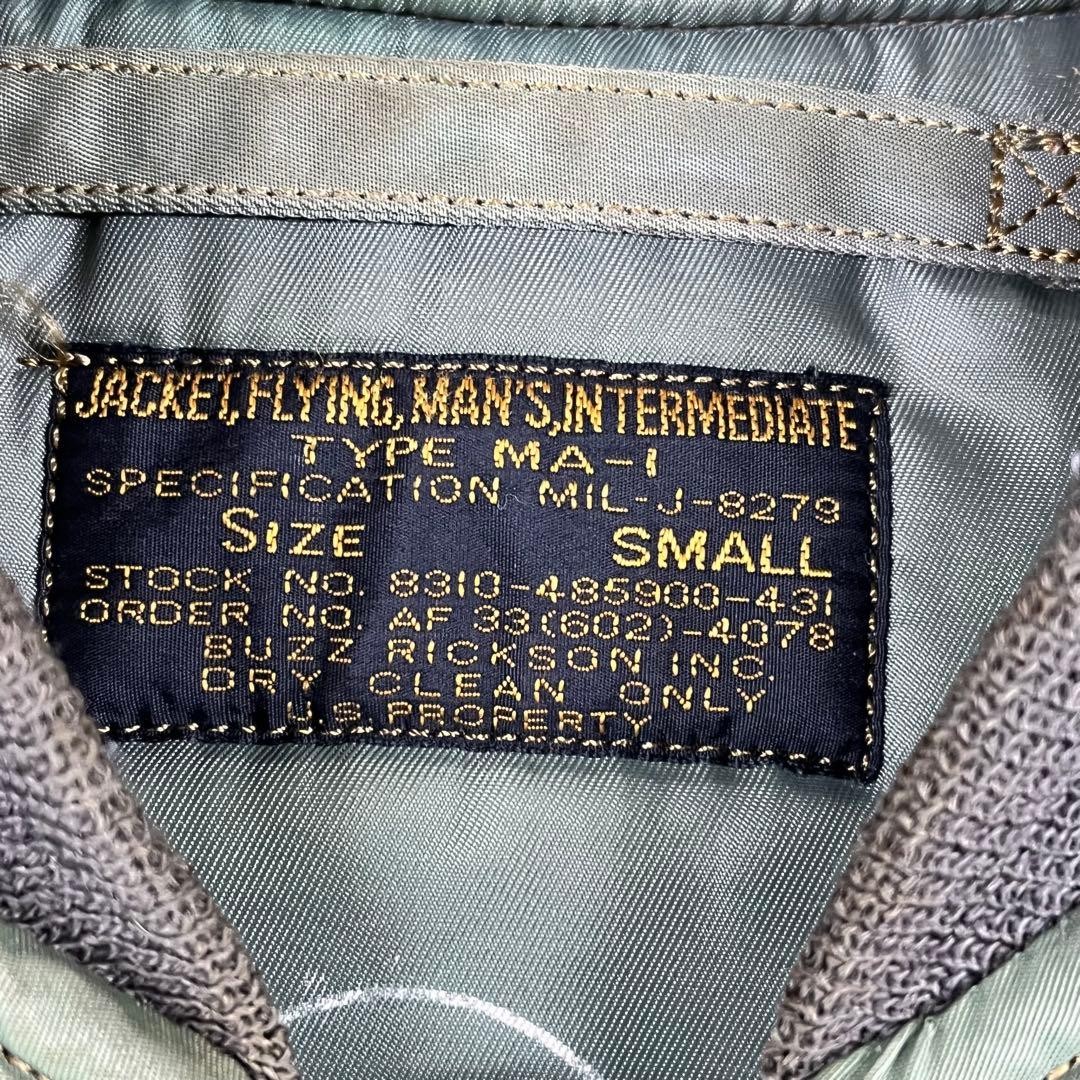 JACKET, FLYING, MAN'S, INTERMEDIATE
TYPE MA-1
SPECIFICATION MIL-J-8279
SIZE SMALL
STOCK NO. 8310-485900-431
ORDER NO. AF 33(602)-4078
BUZZ RICKSON INC.
DRY CLEAN ONLY
U.S. PROPERTY